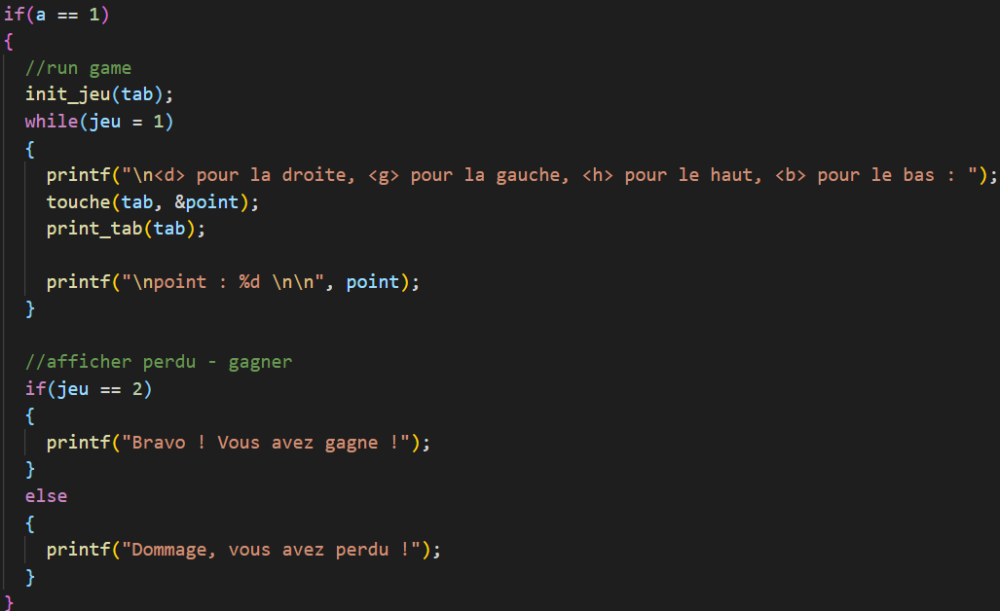 if(a == 1)
{
//run game
init_jeu(tab);
while(jeu = 1)
{
printf("\n<d> pour la droite, <g> pour la gauche, <h> pour le haut, <b> pour le bas : ");
touche(tab, &point);
print_tab(tab);
printf("\npoint : %d \n\n", point);
}
//afficher perdu - gagner
if(jeu == 2)
{
printf("Bravo ! Vous avez gagne !");
}
else
{
printf("Dommage, vous avez perdu !");
}
}